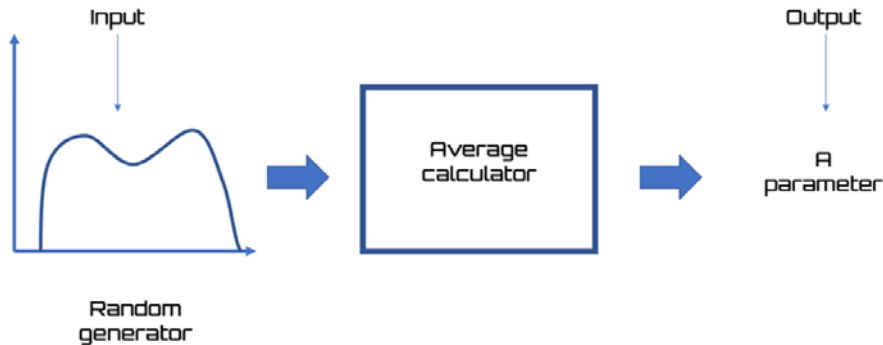 Input
Output
Average
calculator
A
parameter
Random
generator